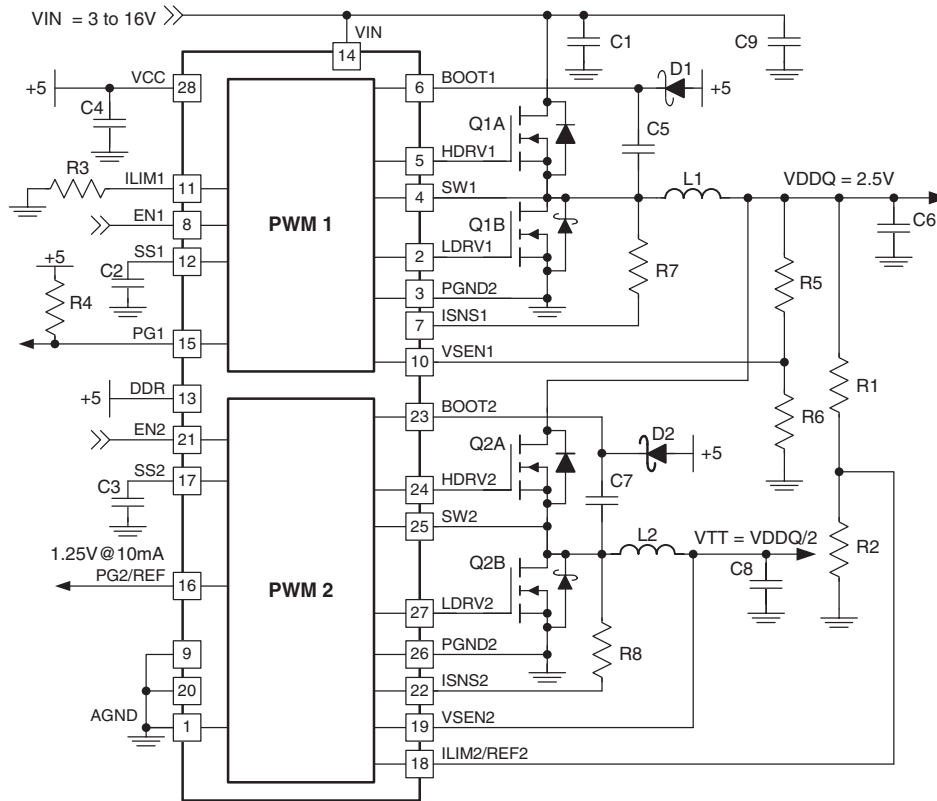 VIN = 3 to 16V
VIN
14
C1
C9
+5
VCC
28
C4
6
BOOT1
D1
+5
Q1A
C5
R3
ILIM1
11
5
HDRV1
EN1
8
4
SW1
L1
VDDQ = 2.5V
C6
PWM 1
Q1B
SS1
12
C2
2
LDRV1
R7
R5
+5
R4
3
PGND2
7
ISNS1
PG1
15
10
VSEN1
R1
+5
DDR
13
R6
EN2
21
23
BOOT2
D2
+5
Q2A
SS2
17
C3
24
HDRV2
C7
25
SW2
L2
VTT = VDDQ/2
R2
1.25V@10mA
PG2/REF
16
PWM 2
Q2B
C8
27
LDRV2
9
26
PGND2
R8
20
22
ISNS2
AGND
1
19
VSEN2
18
ILIM2/REF2